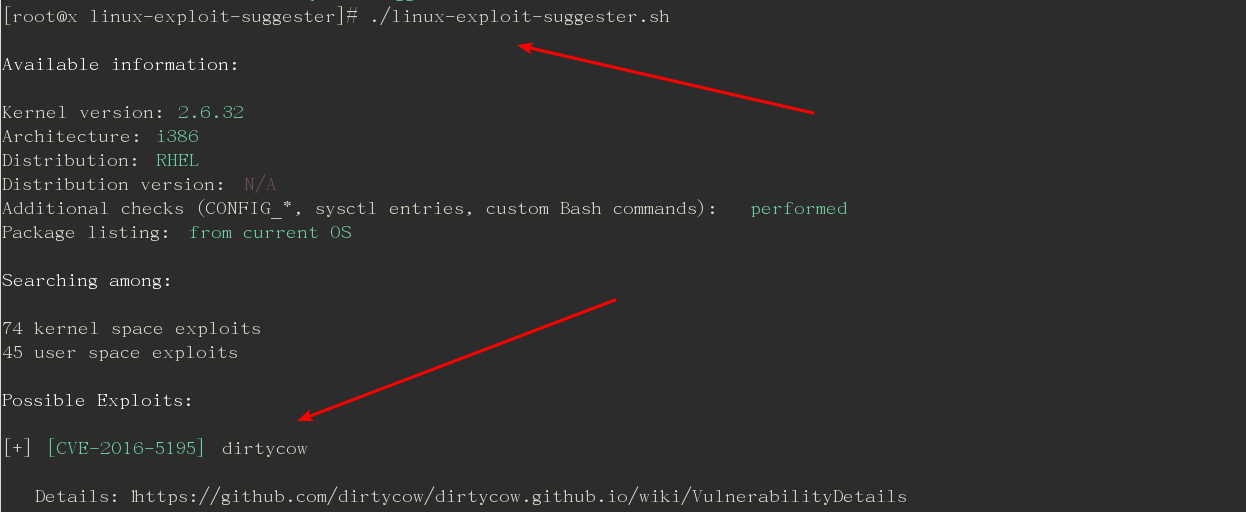 [root@x linux-exploit-suggester]# ./linux-exploit-suggester.sh
Available information:
Kernel version: 2.6.32
Architecture: i386
Distribution: RHEL
Distribution version: N/A
Additional checks (CONFIG_*, sysctl entries, custom Bash commands): performed
Package listing: from current OS
Searching among:
74 kernel space exploits
45 user space exploits
Possible Exploits:
[+] [CVE-2016-5195] dirtycow
Details: https://github.com/dirtycow/dirtycow.github.io/wiki/VulnerabilityDetails